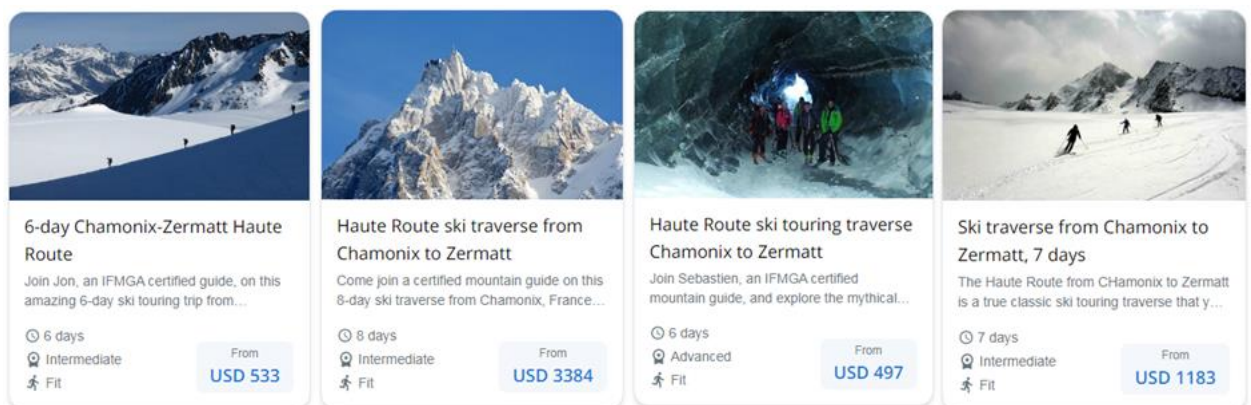 6-day Chamonix-Zermatt Haute
Route
Join Jon, an IFMGA certified guide, on this
amazing 6-day ski touring trip from...
6 days
Intermediate
Fit
From
USD 533
Haute Route ski traverse from
Chamonix to Zermatt
Come join a certified mountain guide on this
8-day ski traverse from Chamonix, France...
8 days
Intermediate
Fit
From
USD 3384
Haute Route ski touring traverse
Chamonix to Zermatt
Join Sebastien, an IFMGA certified
mountain guide, and explore the mythical...
6 days
Advanced
Fit
From
USD 497
Ski traverse from Chamonix to
Zermatt, 7 days
The Haute Route from CHamonix to Zermatt
is a true classic ski touring traverse that y...
7 days
Intermediate
Fit
From
USD 1183